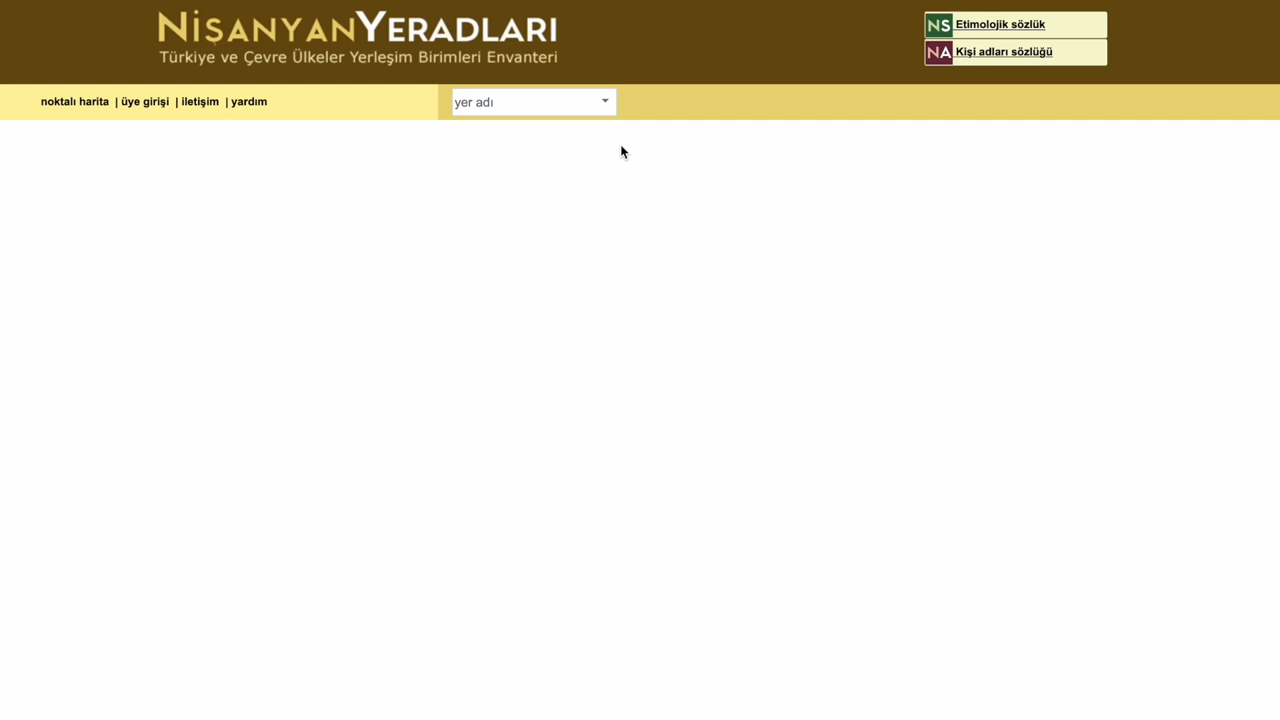 NişanyanYeradları
Türkiye ve Çevre Ülkeler Yerleşim Birimleri Envanteri
NS Etimolojik sözlük
NA Kişi adları sözlüğü
noktalı harita | üye girişi | iletişim | yardım
yer adı